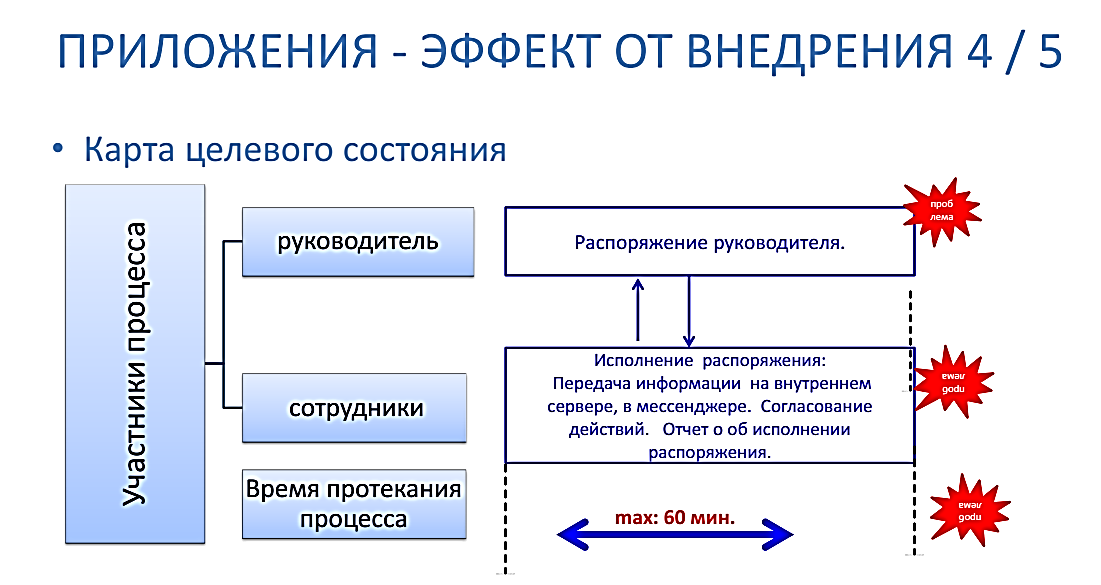 ПРИЛОЖЕНИЯ - ЭФФЕКТ ОТ ВНЕДРЕНИЯ 4 / 5
• Карта целевого состояния
Участники процесса
руководитель
Распоряжение руководителя.
проб
лема
сотрудники
Исполнение распоряжения:
Передача информации на внутреннем
сервере, в мессенджере. Согласование
действий. Отчет о об исполнении
распоряжения.
Время протекания
процесса
max: 60 мин.